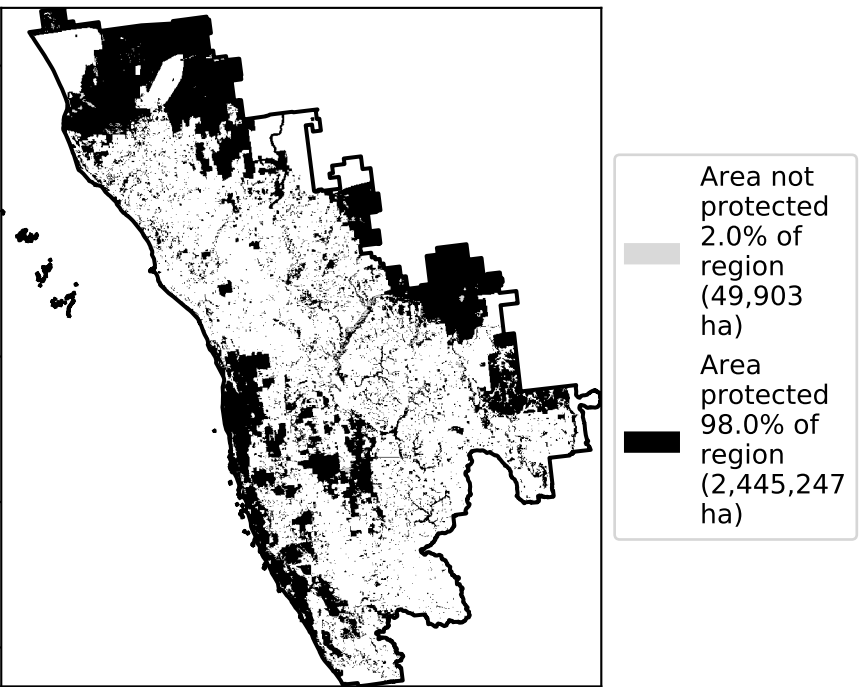 Area not
protected
2.0% of
region
(49,903
ha)
Area
protected
98.0% of
region
(2,445,247
ha)